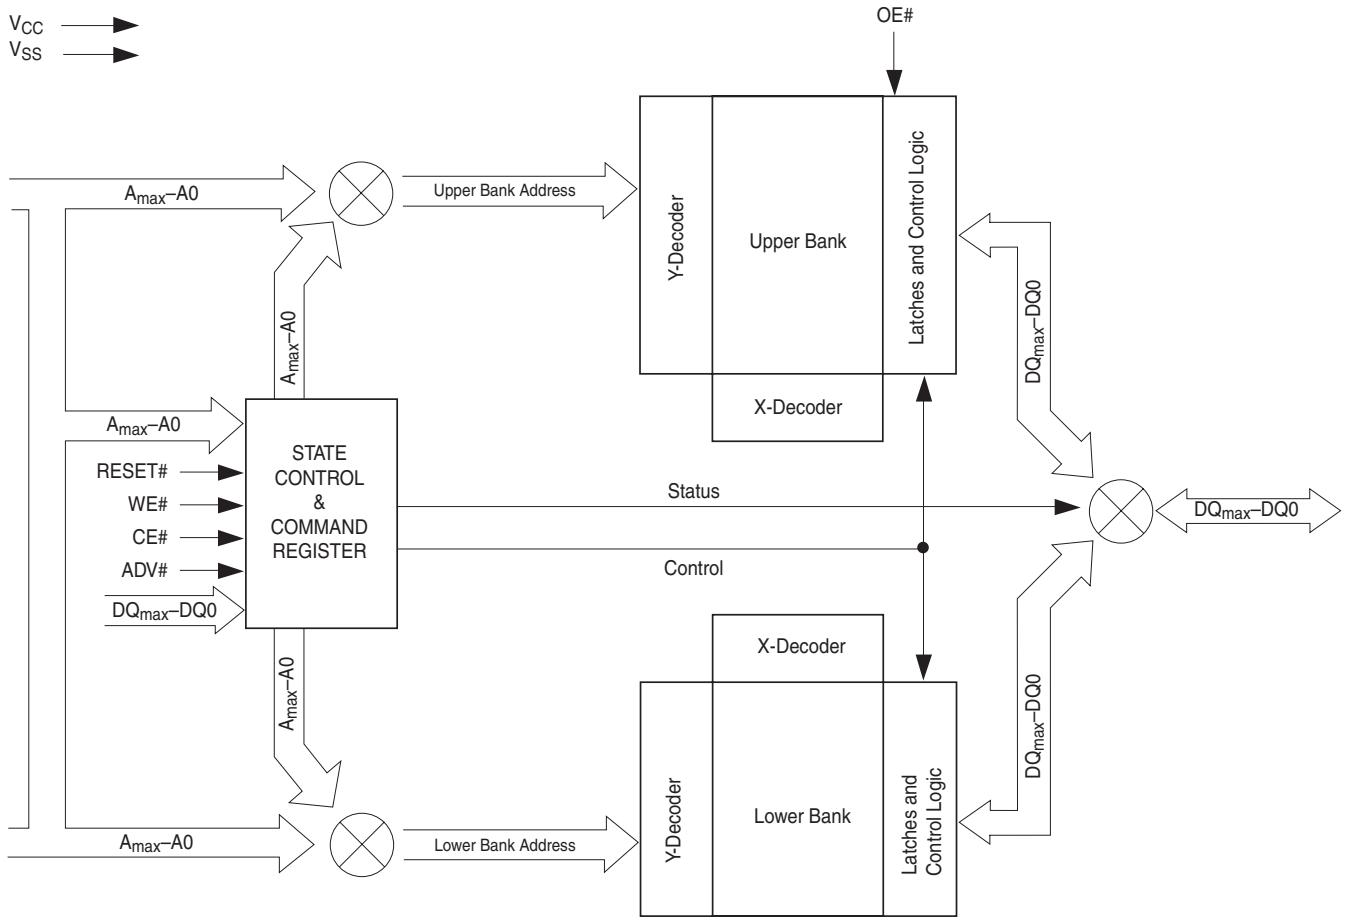 VCC
VSS
OE#
Amax–A0
Upper Bank Address
Y-Decoder
Upper Bank
Latches and Control Logic
X-Decoder
DQmax–DQ0
Amax–A0
Amax–A0
RESET#
WE#
CE#
ADV#
DQmax–DQ0
STATE
CONTROL
&
COMMAND
REGISTER
Status
Control
DQmax–DQ0
Amax–A0
X-Decoder
Y-Decoder
Lower Bank
Latches and
Control Logic
DQmax–DQ0
Amax–A0
Lower Bank Address